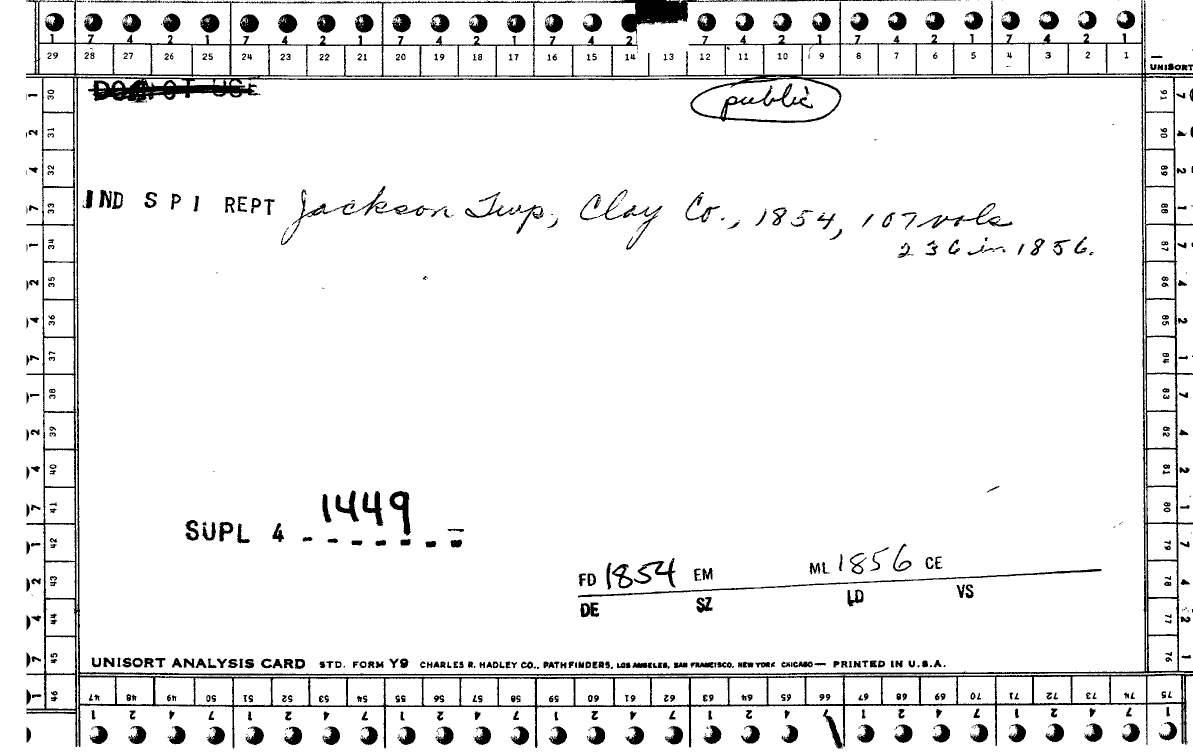 7 4 2 1 7 4 2 1 7 4 2 1 7 4 2 7 4 2 1 7 4 2 1 7 4 2 1
29 28 27 26 25 24 23 22 21 20 19 18 17 16 15 14 13 12 11 10 9 8 7 6 5 4 3 2 1
UNISORT
DO NOT USE
public
IND S P I REPT Jackson Twp, Clay Co., 1854, 107 vols
236 in 1856.
1449
SUPL 4 - - - - - - -
FD 1854 EM ML 1856 CE
DE SZ LD VS
UNISORT ANALYSIS CARD STD. FORM Y9 CHARLES R. HADLEY CO., PATHFINDERS, LOS ANGELES, SAN FRANCISCO, NEW YORK CHICAGO — PRINTED IN U.S.A.
47 48 49 50 51 52 53 54 55 56 57 58 59 60 61 62 63 64 65 66 67 68 69 70 71 72 73 74 75
1 2 4 7 1 2 4 7 1 2 4 7 1 2 4 7 1 2 4 7 1 2 4 7 1 2 4 7 1
30 31 32 33 34 35 36 37 38 39 40 41 42 43 44 45 46
91 90 89 88 87 86 85 84 83 82 81 80 79 78 77 76